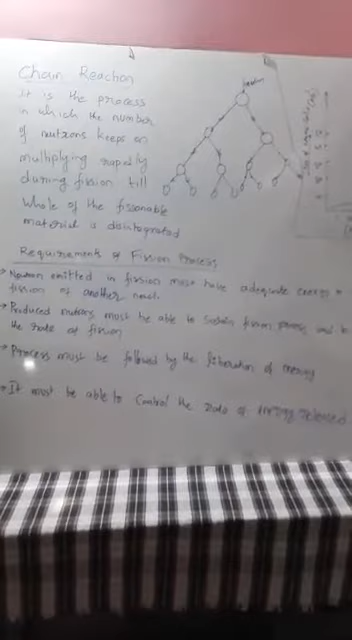 Chain Reaction
It is the process
in which the number
of nutrons keeps on
multiplying rapidly
during fission till
whole of the fissonable
material is disintegrated
Requirements of Fission Process
Neutron emitted in fission must have adequate energy
fission of another
Produced nutrons must be able to sustain fission process and
the rate of fission
Process must be followed by the liberation of energy
It must be able to control the rate of energy released